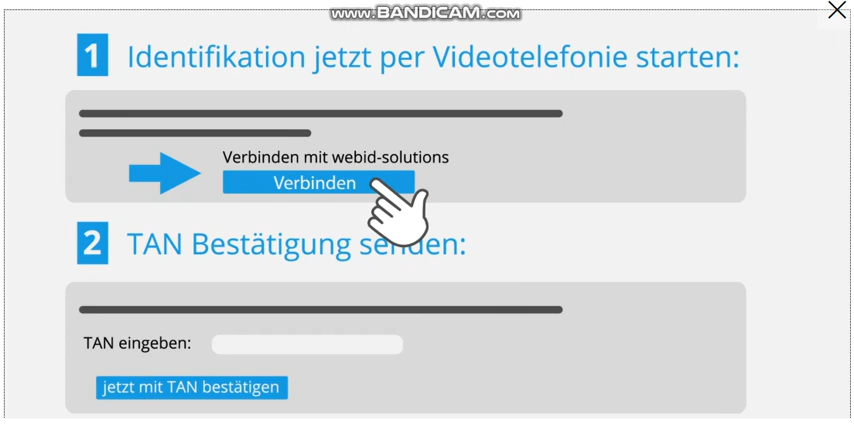 www.BANDICAM.com
1 Identifikation jetzt per Videotelefonie starten:
Verbinden mit webid-solutions
Verbinden
2 TAN Bestätigung senden:
TAN eingeben:
jetzt mit TAN bestätigen